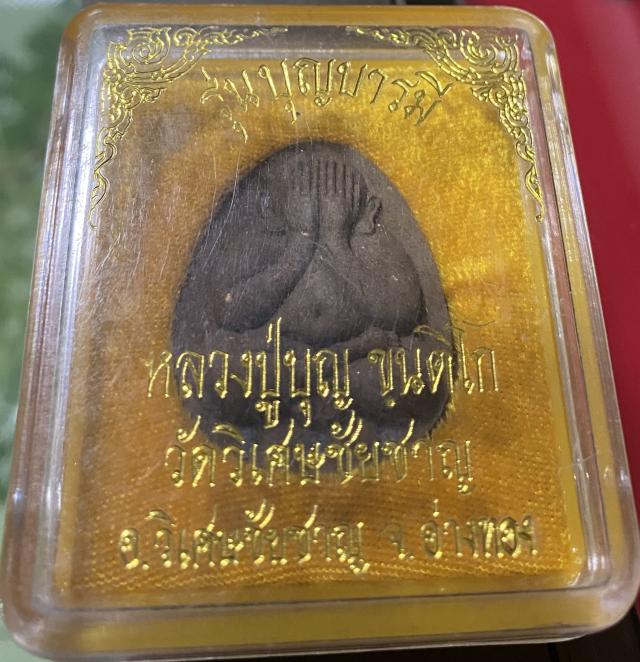 รุ่นบุญบารมี
หลวงปู่บุญ ขนติโก
วัดวิเศษชัยชาญ
อ.วิเศษชัยชาญ จ.อ่างทอง